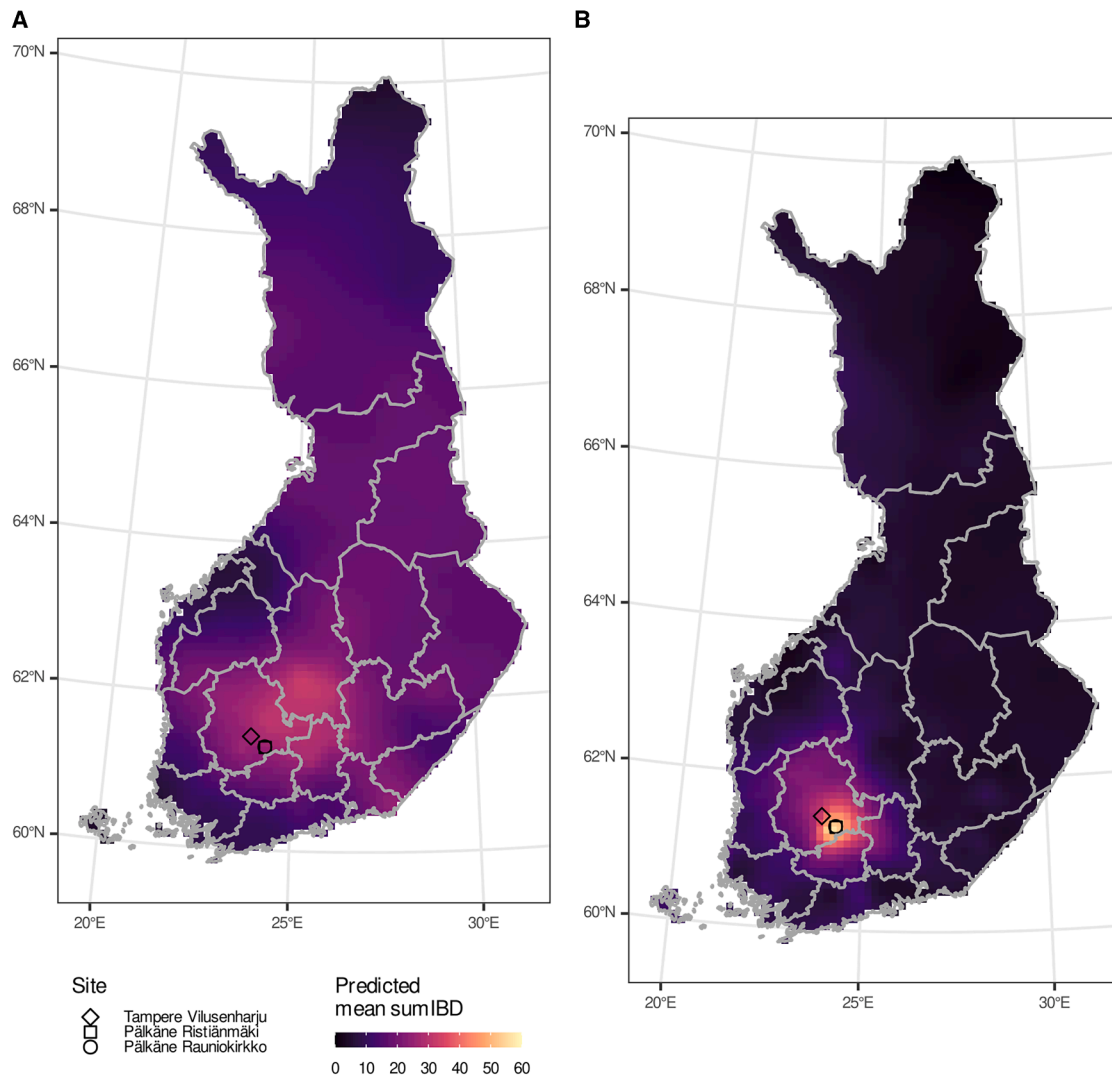 A
B
70°N
68°N
66°N
64°N
62°N
60°N
20°E
25°E
30°E
70°N
68°N
66°N
64°N
62°N
60°N
20°E
25°E
30°E
Site
Tampere Vilusenharju
Pälkäne Ristiänmäki
Pälkäne Rauniokirkko
Predicted
mean sumIBD
0 10 20 30 40 50 60